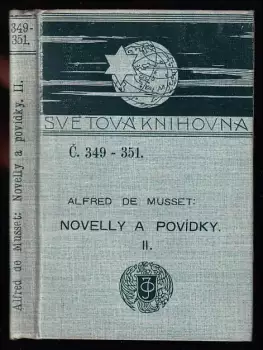 349-
351.
Alfred de Musset: Novelly a povídky. II.
SVĚTOVÁ KNIHOVNA
Č. 349 - 351.
ALFRED DE MUSSET:
NOVELLY A POVÍDKY.
II.